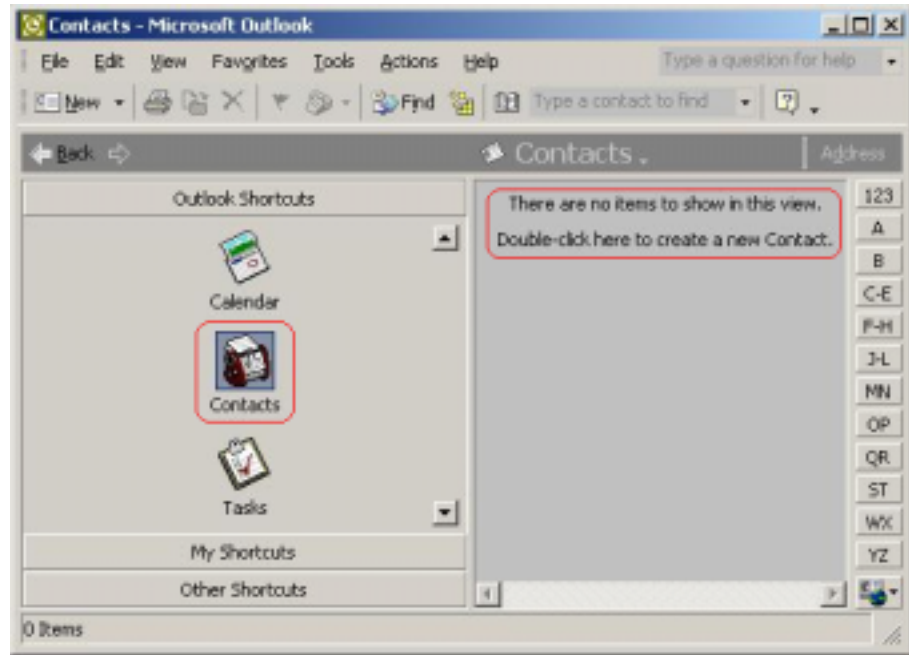 Contacts - Microsoft Outlook
File Edit View Favorites Tools Actions Help Type a question for help
New Find Type a contact to find
Back Contacts Address
Outlook Shortcuts
Calendar
Contacts
Tasks
My Shortcuts
Other Shortcuts
There are no items to show in this view.
Double-click here to create a new Contact.
123
A
B
C-E
F-H
J-L
MN
OP
QR
ST
WX
YZ
0 Items